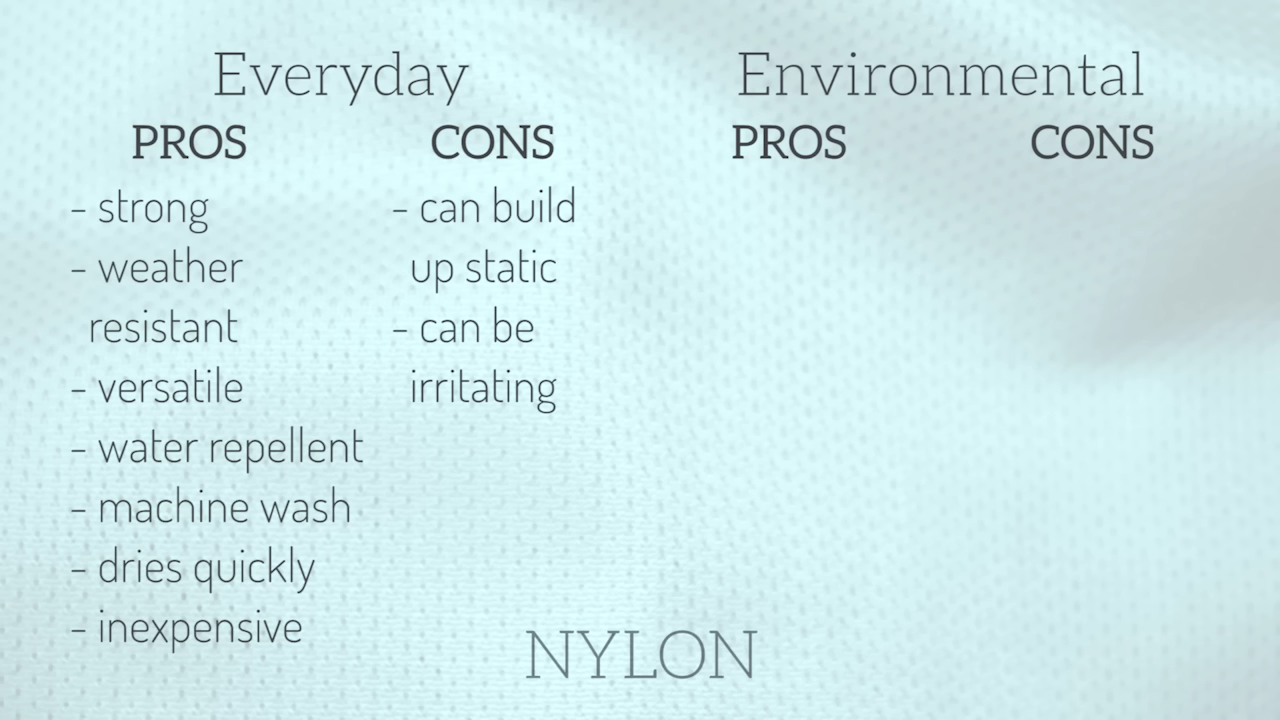 Everyday
PROS
CONS
- strong
- weather
resistant
- versatile
- water repellent
- machine wash
- dries quickly
- inexpensive
- can build
up static
- can be
irritating
Environmental
PROS
CONS
NYLON